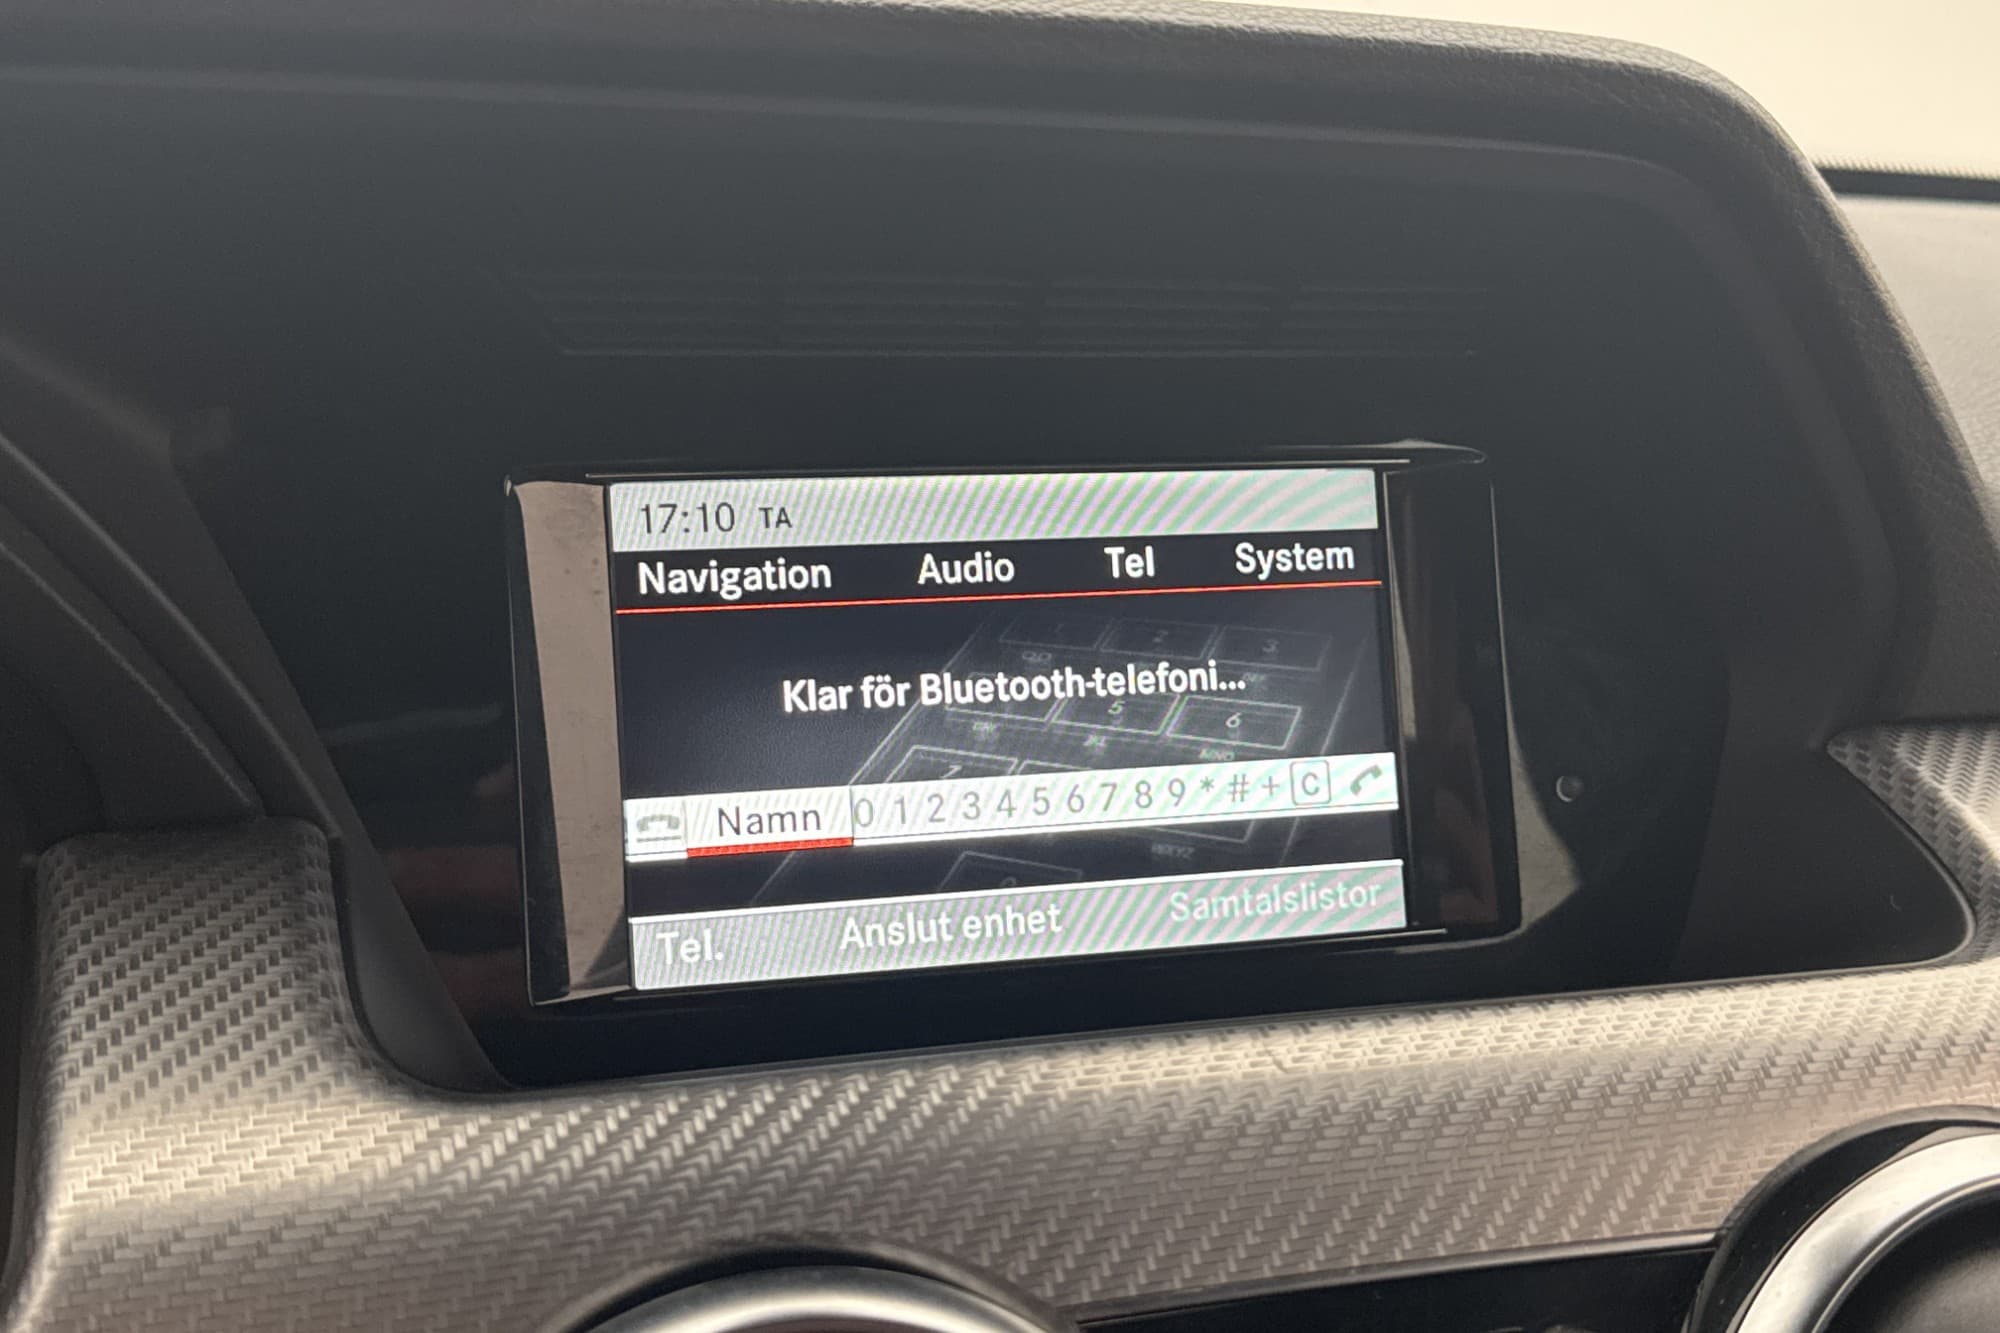 17:10 TA
Navigation Audio Tel System
Klar för Bluetooth-telefoni...
Namn 0 1 2 3 4 5 6 7 8 9 * # + C
Tel. Anslut enhet Samtalslistor